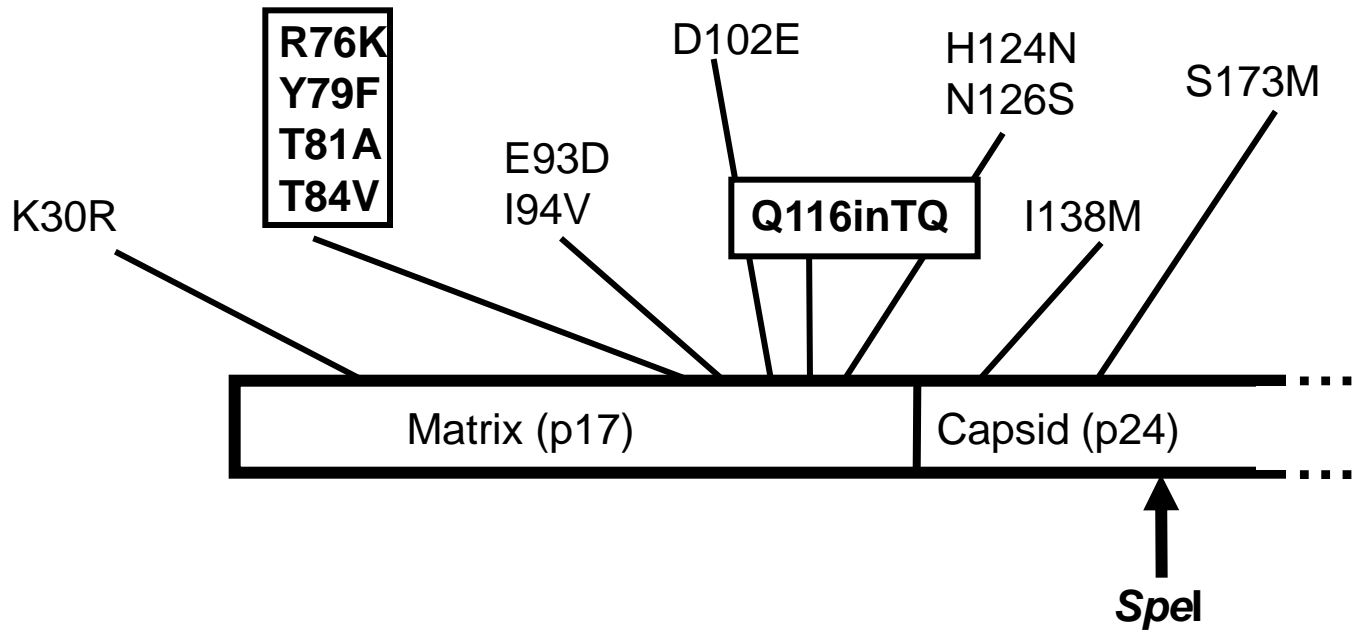 R76K
Y79F
T81A
T84V
D102E
H124N
N126S
S173M
E93D
I94V
Q116inTQ
K30R
I138M
Matrix (p17)
Capsid (p24)
SpeI